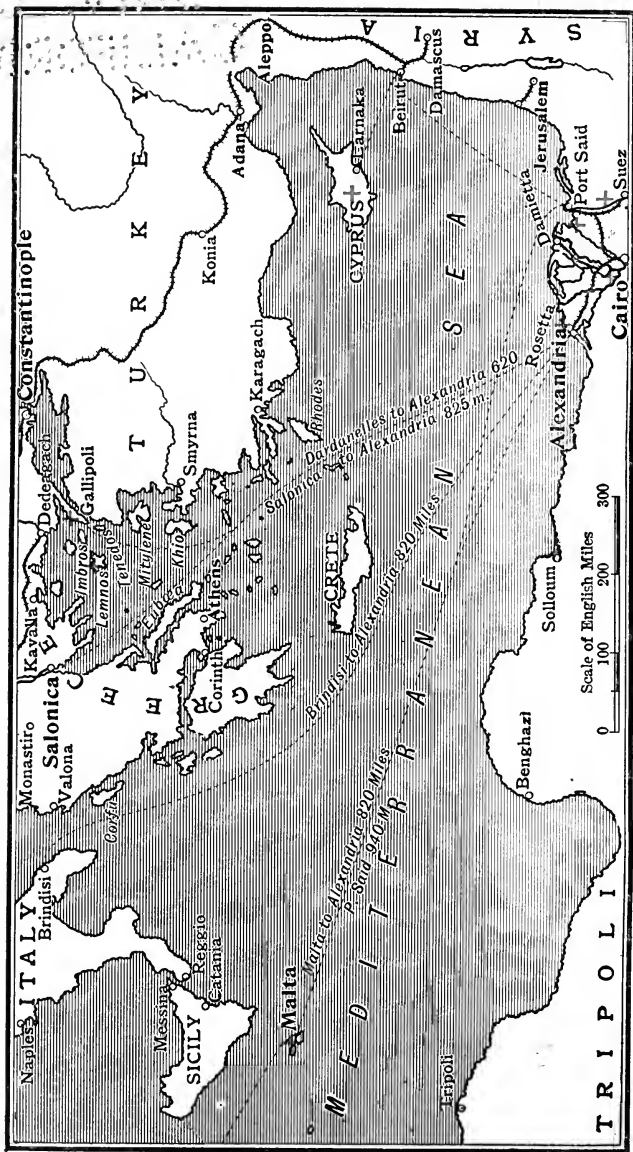 Naples
ITALY
Brindisi
Messina
Reggio
Catania
SICILY
Malta
Tripoli
TRIPOLI
Monastiro
Valona
Corfu
Salonica
Kavalla
Dedeagach
Constantinople
Gallipoli
Imbros
Lemnos
Tenedos
Mitylene
Khio
Eubœa
Athens
Corinth
GREECE
Smyrna
TURKEY
Konia
Karagach
Rhodes
CRETE
Adana
Aleppo
SYRIA
CYPRUS
Larnaka
Beirut
Damascus
Jerusalem
Port Said
Suez
Damietta
Cairo
Rosetta
Alexandria
Solloum
Benghazi
MEDITERRANEAN SEA
Dardanelles to Alexandria 620
Salonica to Alexandria 825 m.
Brindisi to Alexandria 820 Miles
Malta to Alexandria 820 Miles
P. Said 940 M
Scale of English Miles
0 100 200 300